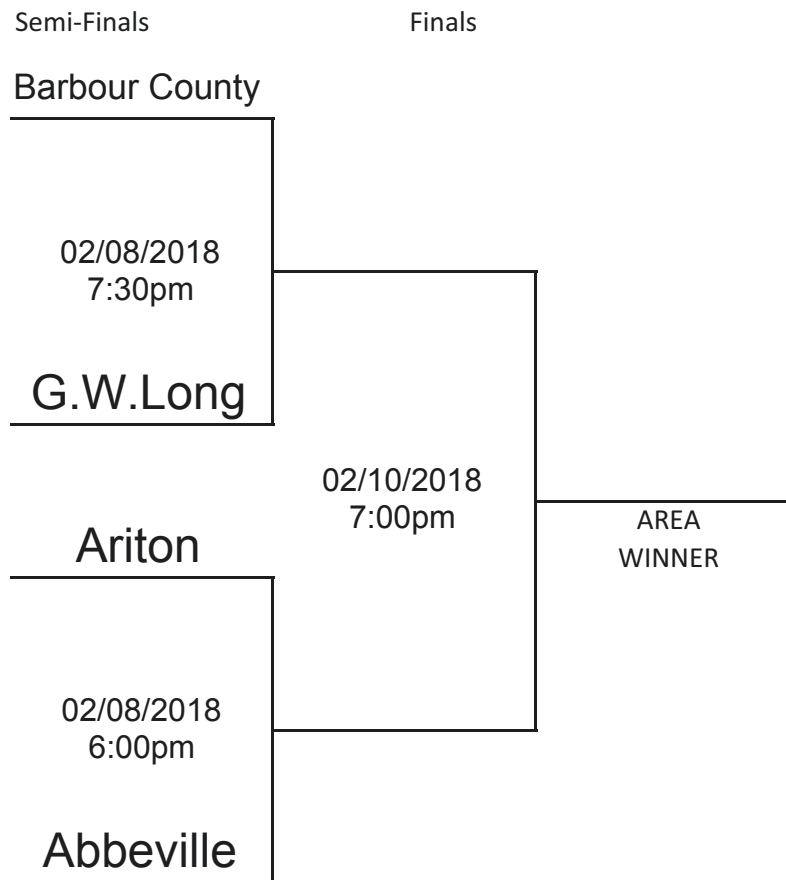 Semi-Finals
Finals
Barbour County
02/08/2018
7:30pm
G.W.Long
02/10/2018
7:00pm
AREA
WINNER
Ariton
02/08/2018
6:00pm
Abbeville